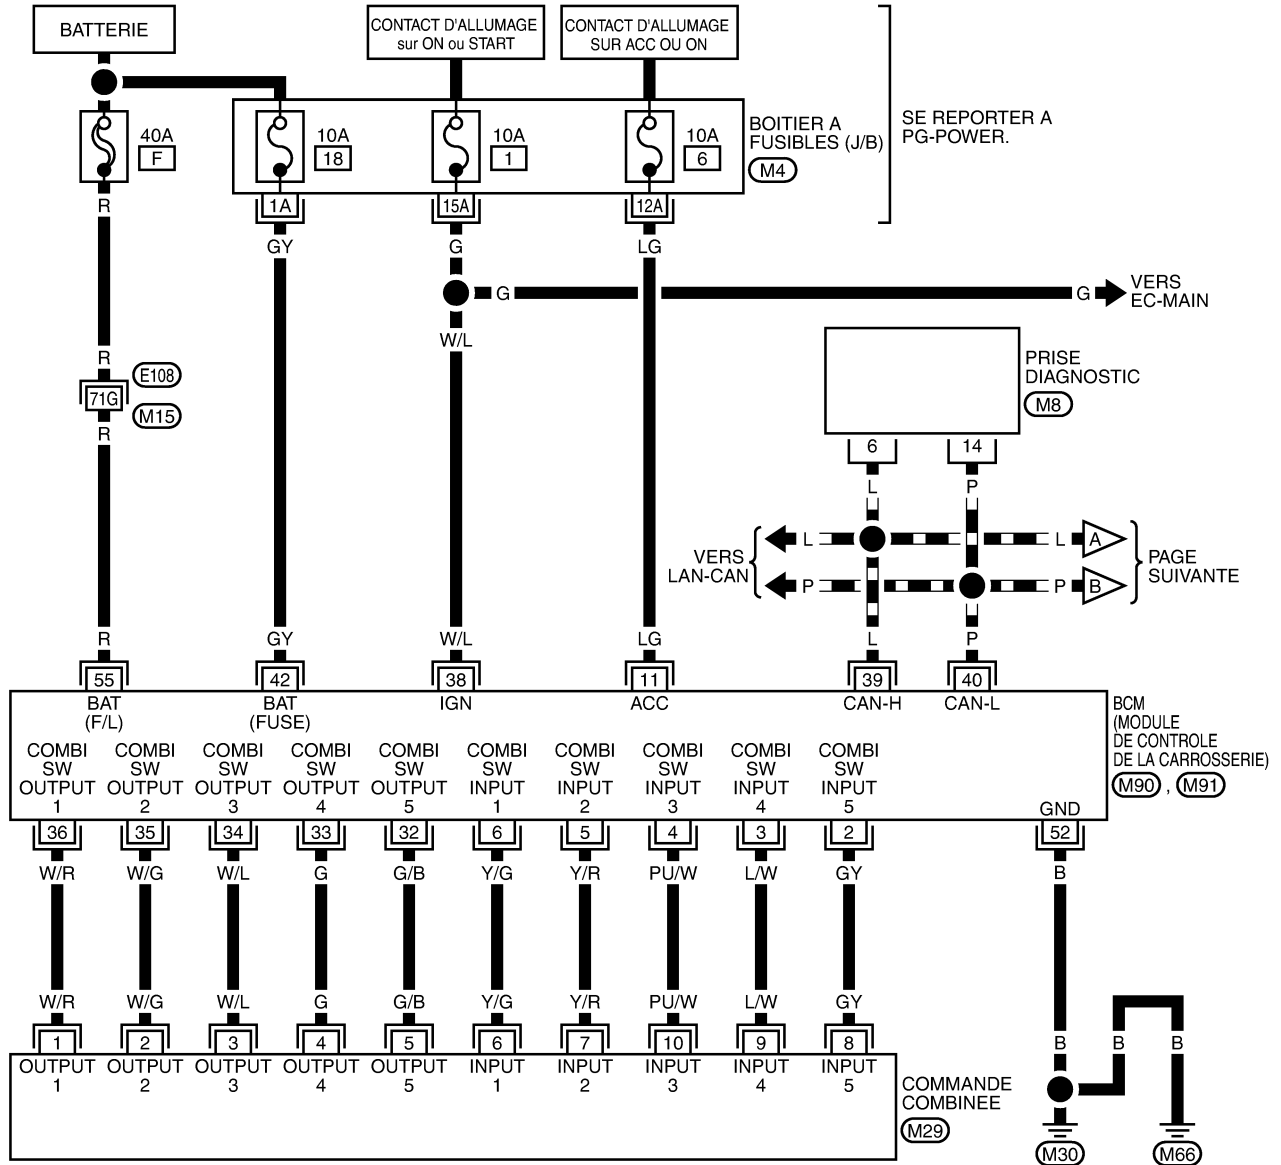 BATTERIE
CONTACT D'ALLUMAGE
sur ON ou START
CONTACT D'ALLUMAGE
SUR ACC OU ON
40A
F
10A
18
10A
1
10A
6
BOITIER A
FUSIBLES (J/B)
M4
SE REPORTER A
PG-POWER.
1A
15A
12A
R
GY
G
LG
G
G
VERS
EC-MAIN
W/L
R
E108
71G
M15
R
PRISE
DIAGNOSTIC
M8
6
14
L
P
VERS
LAN-CAN
L
L
A
P
P
B
PAGE
SUIVANTE
R
GY
W/L
LG
L
P
55
42
38
11
39
40
BAT
(F/L)
BAT
(FUSE)
IGN
ACC
CAN-H
CAN-L
BCM
(MODULE
DE CONTROLE
DE LA CARROSSERIE)
M90 , M91
COMBI
SW
OUTPUT
1
COMBI
SW
OUTPUT
2
COMBI
SW
OUTPUT
3
COMBI
SW
OUTPUT
4
COMBI
SW
OUTPUT
5
COMBI
SW
INPUT
1
COMBI
SW
INPUT
2
COMBI
SW
INPUT
3
COMBI
SW
INPUT
4
COMBI
SW
INPUT
5
GND
36
35
34
33
32
6
5
4
3
2
52
W/R
W/G
W/L
G
G/B
Y/G
Y/R
PU/W
L/W
GY
B
W/R
W/G
W/L
G
G/B
Y/G
Y/R
PU/W
L/W
GY
B
B
B
1
2
3
4
5
6
7
10
9
8
OUTPUT
1
OUTPUT
2
OUTPUT
3
OUTPUT
4
OUTPUT
5
INPUT
1
INPUT
2
INPUT
3
INPUT
4
INPUT
5
COMMANDE
COMBINEE
M29
M30
M66